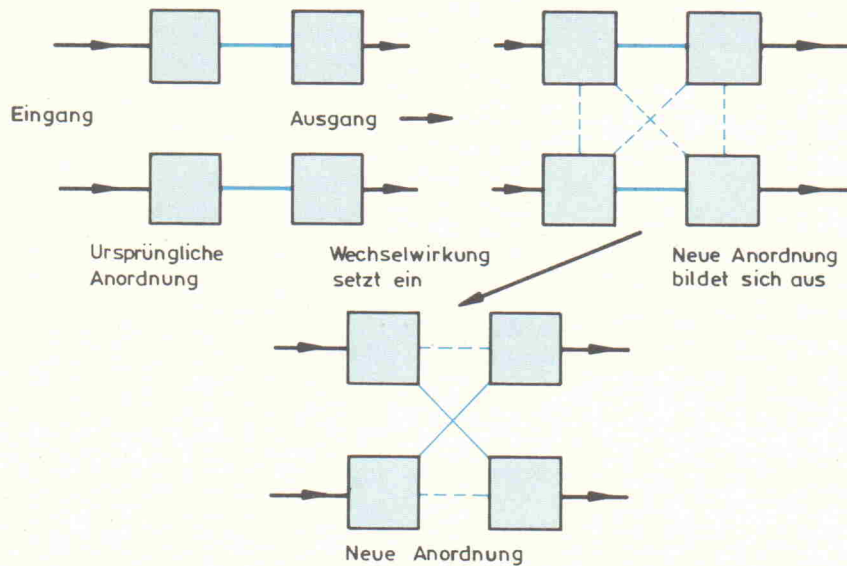 Eingang
Ausgang
Ursprüngliche
Anordnung
Wechselwirkung
setzt ein
Neue Anordnung
bildet sich aus
Neue Anordnung